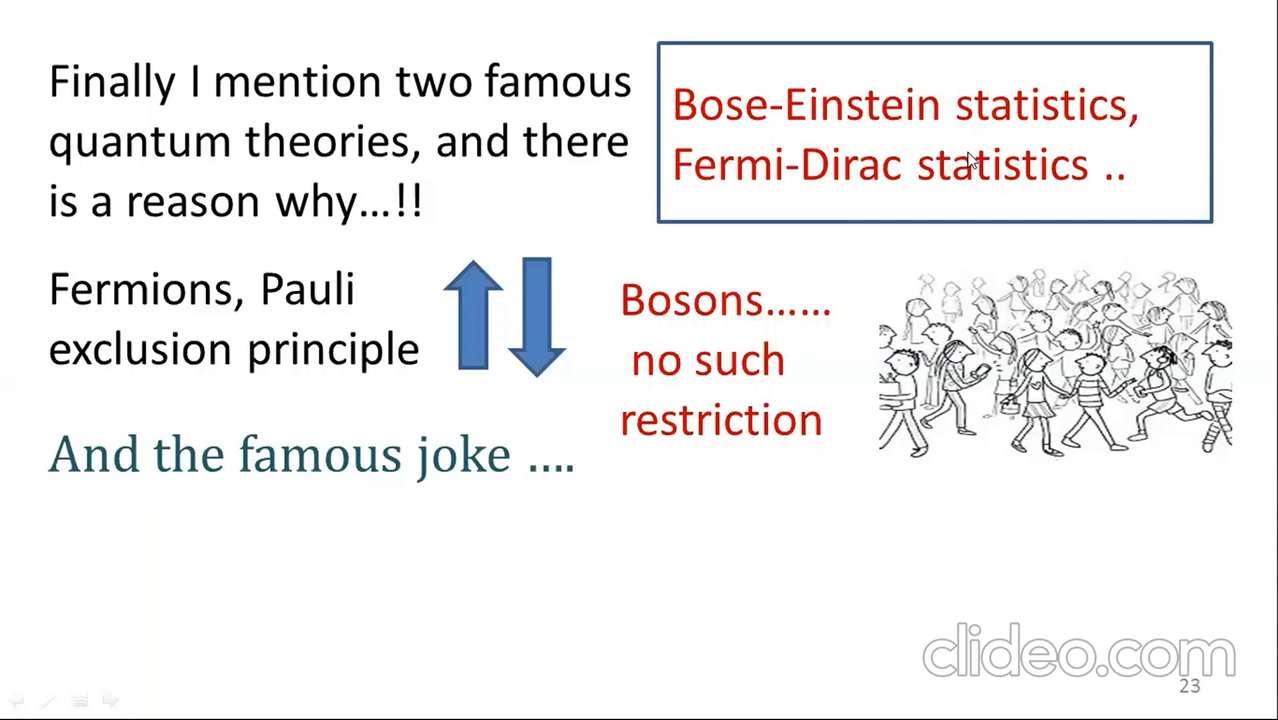 Finally I mention two famous
quantum theories, and there
is a reason why...!!
Bose-Einstein statistics,
Fermi-Dirac statistics ..
Fermions, Pauli
exclusion principle
Bosons......
no such
restriction
And the famous joke ....
clideo.com
23